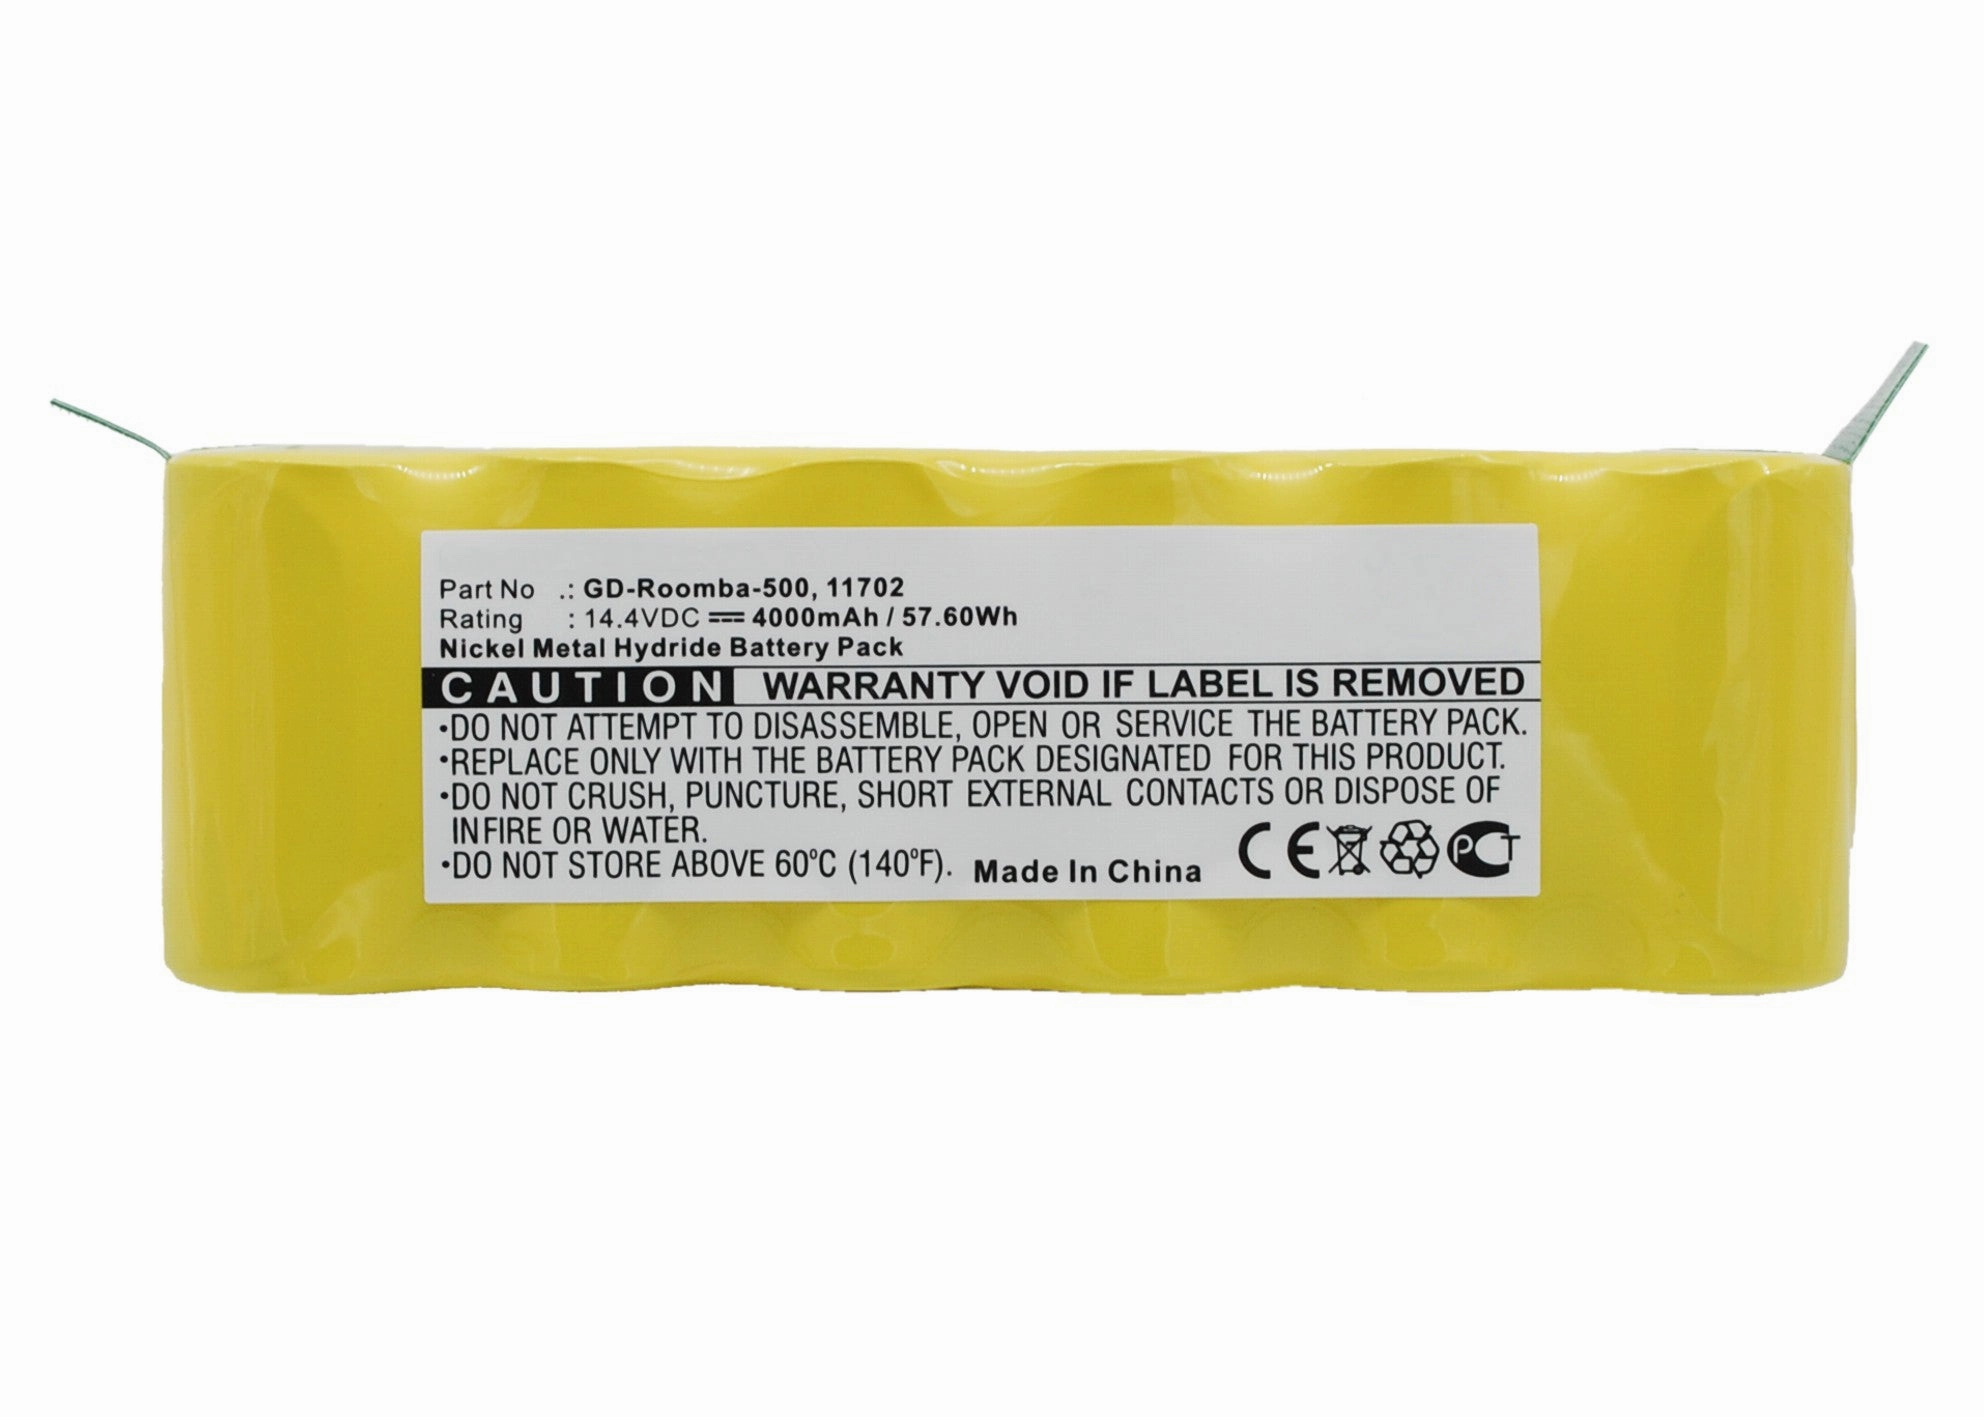 Part No .: GD-Roomba-500, 11702
Rating : 14.4VDC ⎓ 4000mAh / 57.60Wh
Nickel Metal Hydride Battery Pack
CAUTION WARRANTY VOID IF LABEL IS REMOVED
•DO NOT ATTEMPT TO DISASSEMBLE, OPEN OR SERVICE THE BATTERY PACK.
•REPLACE ONLY WITH THE BATTERY PACK DESIGNATED FOR THIS PRODUCT.
•DO NOT CRUSH, PUNCTURE, SHORT EXTERNAL CONTACTS OR DISPOSE OF
IN FIRE OR WATER.
•DO NOT STORE ABOVE 60°C (140°F).
Made In China CE PCT